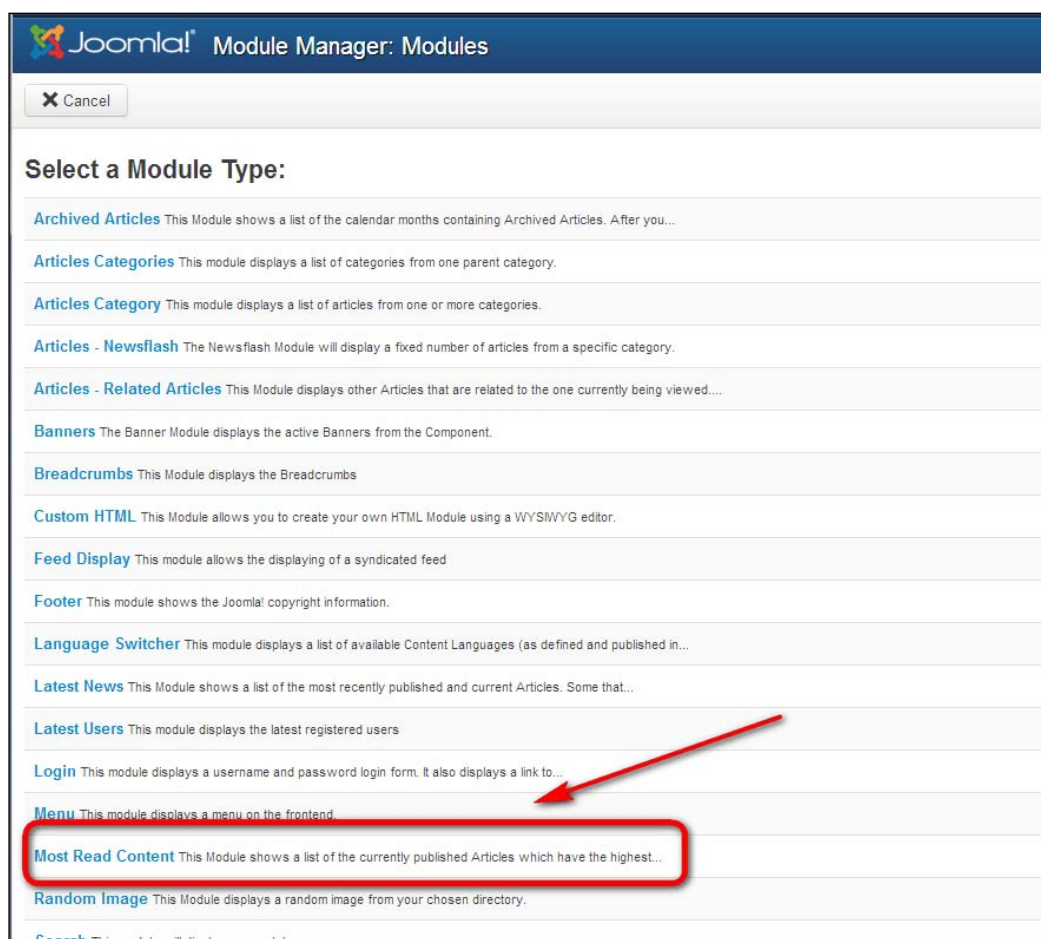 Joomla! Module Manager: Modules
Cancel
Select a Module Type:
Archived Articles This Module shows a list of the calendar months containing Archived Articles. After you...
Articles Categories This module displays a list of categories from one parent category.
Articles Category This module displays a list of articles from one or more categories.
Articles - Newsflash The Newsflash Module will display a fixed number of articles from a specific category.
Articles - Related Articles This Module displays other Articles that are related to the one currently being viewed....
Banners The Banner Module displays the active Banners from the Component.
Breadcrumbs This Module displays the Breadcrumbs
Custom HTML This Module allows you to create your own HTML Module using a WYSIWYG editor.
Feed Display This module allows the displaying of a syndicated feed
Footer This module shows the Joomla! copyright information.
Language Switcher This module displays a list of available Content Languages (as defined and published in...
Latest News This Module shows a list of the most recently published and current Articles. Some that...
Latest Users This module displays the latest registered users
Login This module displays a username and password login form. It also displays a link to...
Menu This module displays a menu on the frontend.
Most Read Content This Module shows a list of the currently published Articles which have the highest...
Random Image This Module displays a random image from your chosen directory.